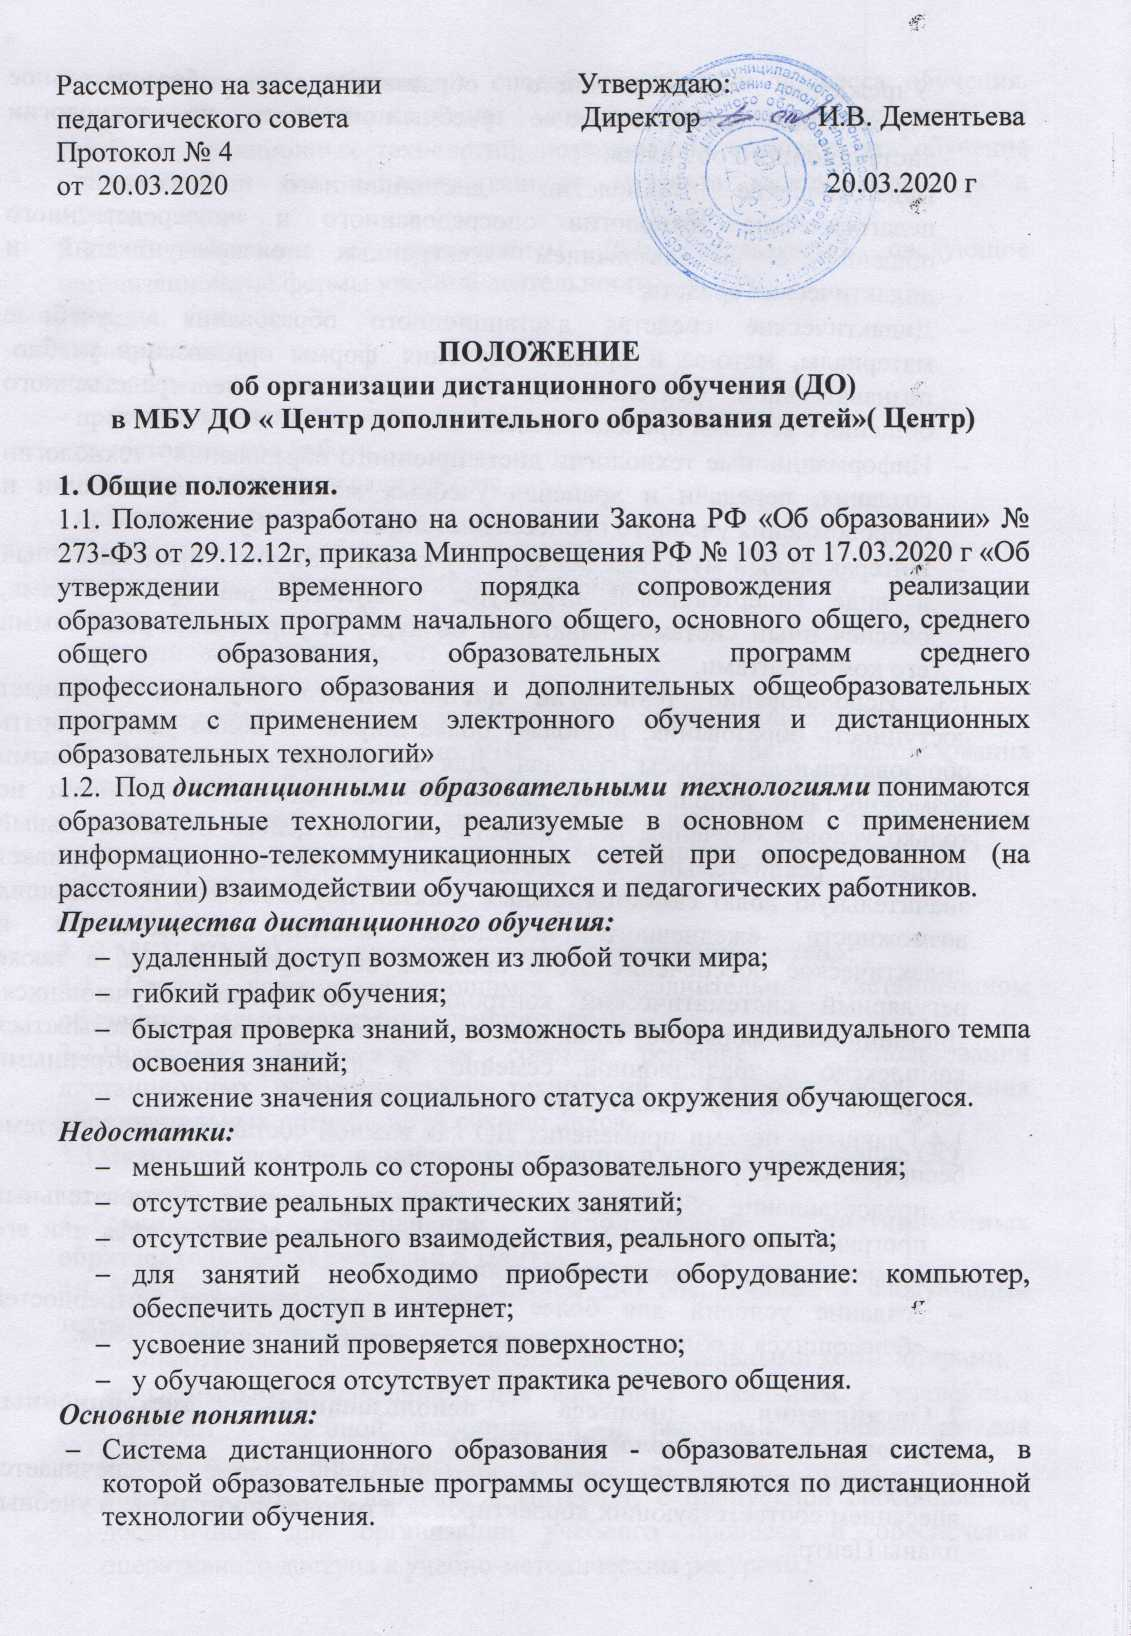 Рассмотрено на заседании Утверждаю:
педагогического совета Директор И.В. Дементьева
Протокол № 4
от 20.03.2020 20.03.2020 г
ПОЛОЖЕНИЕ
об организации дистанционного обучения (ДО)
в МБУ ДО « Центр дополнительного образования детей»( Центр)
1. Общие положения.
1.1. Положение разработано на основании Закона РФ «Об образовании» №
273-ФЗ от 29.12.12г, приказа Минпросвещения РФ № 103 от 17.03.2020 г «Об
утверждении временного порядка сопровождения реализации
образовательных программ начального общего, основного общего, среднего
общего образования, образовательных программ среднего
профессионального образования и дополнительных общеобразовательных
программ с применением электронного обучения и дистанционных
образовательных технологий»
1.2. Под дистанционными образовательными технологиями понимаются
образовательные технологии, реализуемые в основном с применением
информационно-телекоммуникационных сетей при опосредованном (на
расстоянии) взаимодействии обучающихся и педагогических работников.
Преимущества дистанционного обучения:
– удаленный доступ возможен из любой точки мира;
– гибкий график обучения;
– быстрая проверка знаний, возможность выбора индивидуального темпа
освоения знаний;
– снижение значения социального статуса окружения обучающегося.
Недостатки:
– меньший контроль со стороны образовательного учреждения;
– отсутствие реальных практических занятий;
– отсутствие реального взаимодействия, реального опыта;
– для занятий необходимо приобрести оборудование: компьютер,
обеспечить доступ в интернет;
– усвоение знаний проверяется поверхностно;
– у обучающегося отсутствует практика речевого общения.
Основные понятия:
– Система дистанционного образования - образовательная система, в
которой образовательные программы осуществляются по дистанционной
технологии обучения.